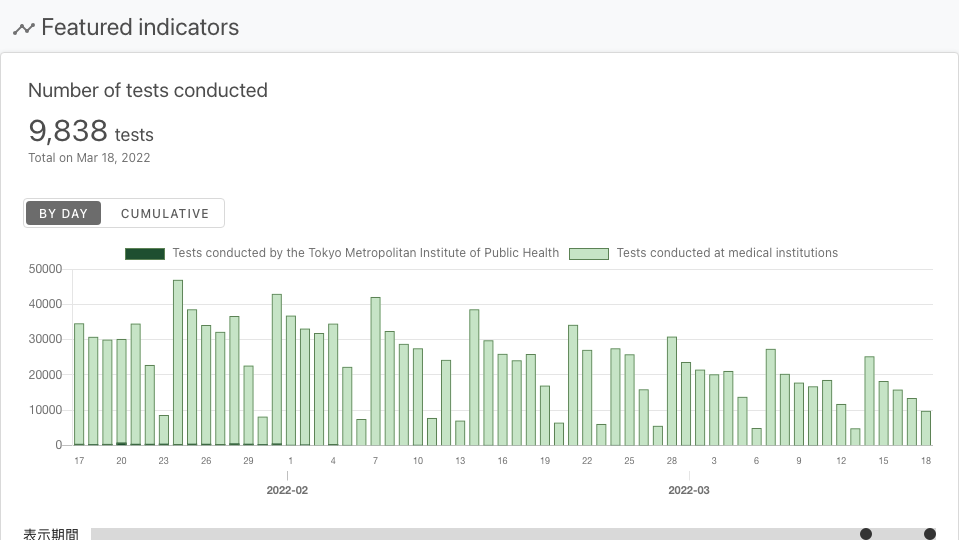 Featured indicators
Number of tests conducted
9,838 tests
Total on Mar 18, 2022
BY DAY CUMULATIVE
Tests conducted by the Tokyo Metropolitan Institute of Public Health Tests conducted at medical institutions
50000
40000
30000
20000
10000
0
17 20 23 26 29 1 4 7 10 13 16 19 22 25 28 3 6 9 12 15 18
2022-02 2022-03
表示期間